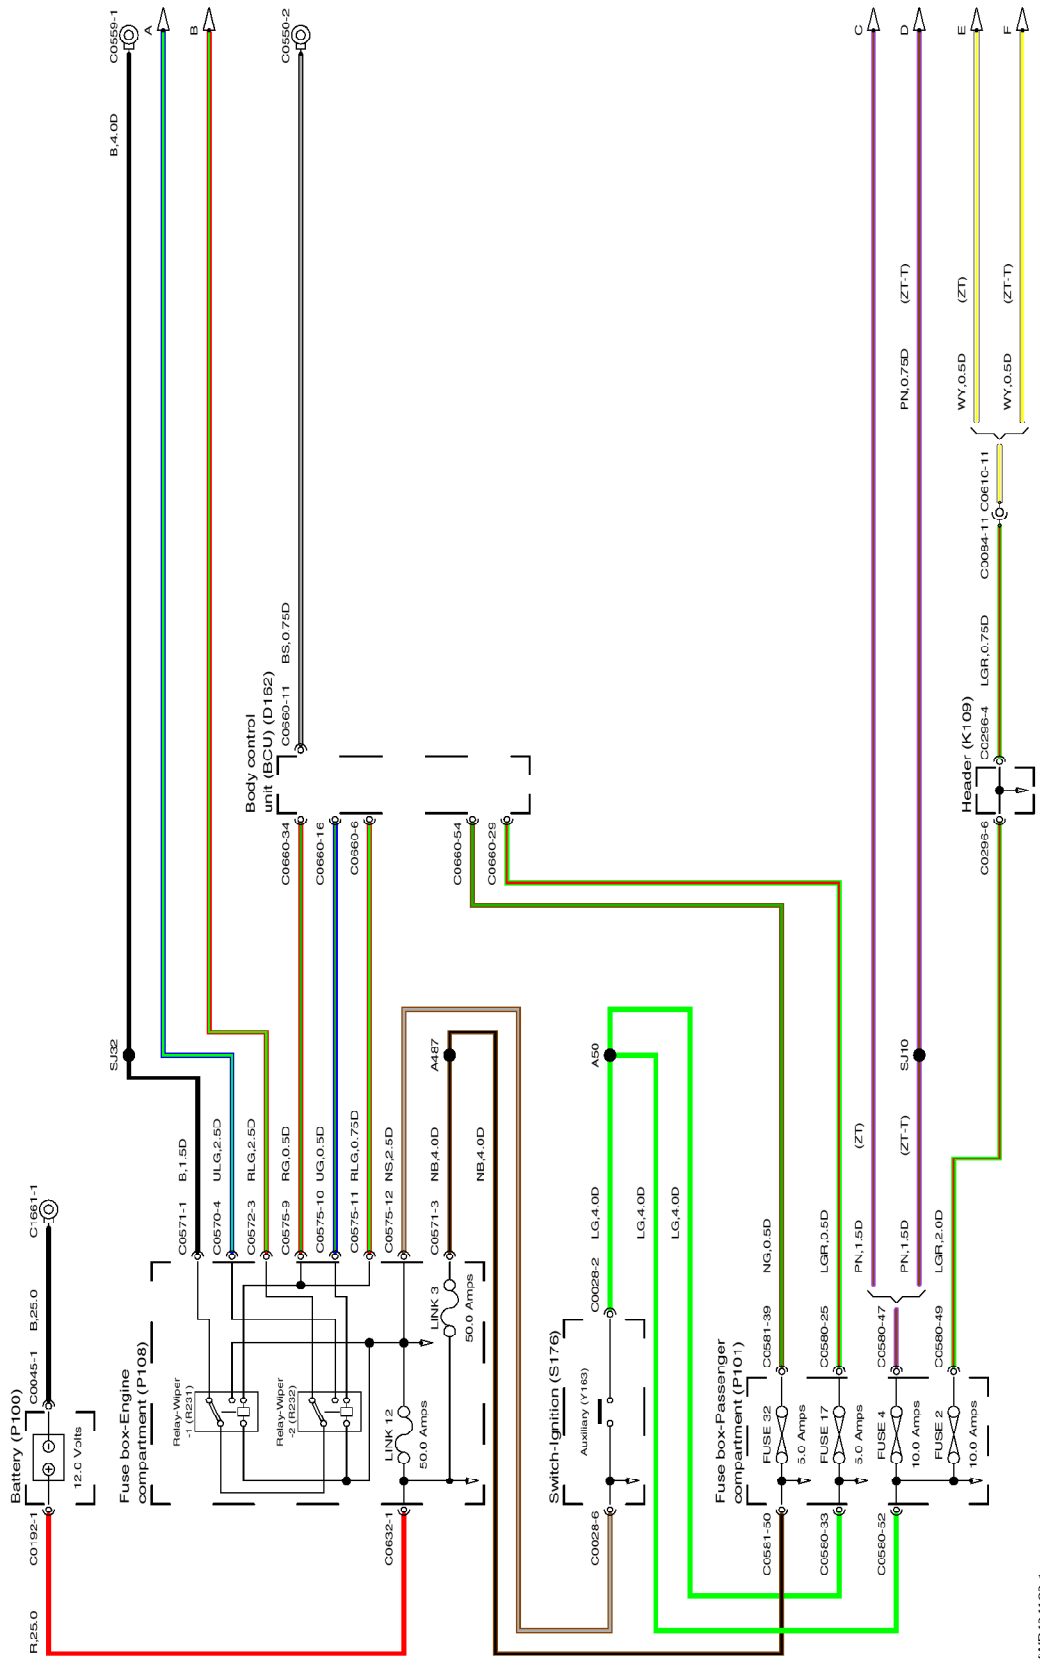 Battery (P100)
12.0 Volts
C0192-1
R,25.0
C0045-1
B,25.0
C1661-1
Fuse box-Engine
compartment (P108)
Relay-Wiper
-1 (R231)
Relay-Wiper
-2 (R232)
LINK 12
50.0 Amps
LINK 3
50.0 Amps
C0632-1
C0571-1
B,1.5D
SJ32
B,4.0D
C0559-1
C0570-4
ULG,2.5D
A
C0572-3
RLG,2.5D
B
C0575-9
RG,0.5D
C0660-34
C0575-10
UG,0.5D
C0660-16
C0575-11
RLG,0.75D
C0660-6
C0575-12
NS,2.5D
C0571-3
NB,4.0D
A487
NB,4.0D
Body control
unit (BCU) (D162)
C0660-11
BS,0.75D
C0550-2
C0660-54
C0660-29
Switch-Ignition (S176)
Auxiliary (Y163)
C0028-6
C0028-2
LG,4.0D
A50
LG,4.0D
LG,4.0D
Fuse box-Passenger
compartment (P101)
FUSE 32
5.0 Amps
FUSE 17
5.0 Amps
FUSE 4
10.0 Amps
FUSE 2
10.0 Amps
C0581-50
C0580-33
C0580-52
C0581-39
NG,0.5D
C0580-25
LGR,0.5D
C0580-47
PN,1.5D
(ZT)
C
PN,1.5D
(ZT-T)
SJ10
PN,0.75D
(ZT-T)
D
C0580-49
LGR,2.0D
C0296-6
Header (K109)
C0296-4
LGR,0.75D
C0084-11
C0610-11
WY,0.5D
(ZT)
E
WY,0.5D
(ZT-T)
F